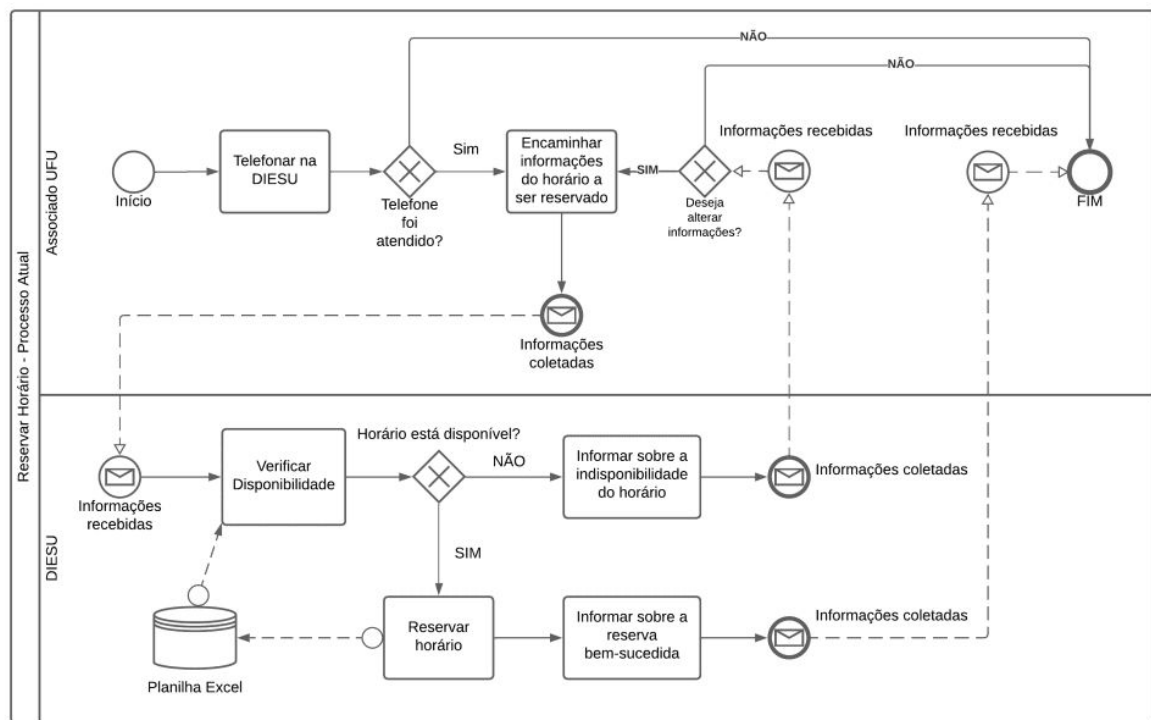 Reservar Horário - Processo Atual
Associado UFU
NÃO
NÃO
Início
Telefonar na
DIESU
Sim
Telefone
foi
atendido?
Encaminhar
informações
do horário a
ser reservado
SIM
Deseja
alterar
informações?
Informações recebidas
Informações recebidas
FIM
Informações
coletadas
DIESU
Informações
recebidas
Verificar
Disponibilidade
Horário está disponível?
NÃO
Informar sobre a
indisponibilidade
do horário
Informações coletadas
SIM
Planilha Excel
Reservar
horário
Informar sobre a
reserva
bem-sucedida
Informações coletadas